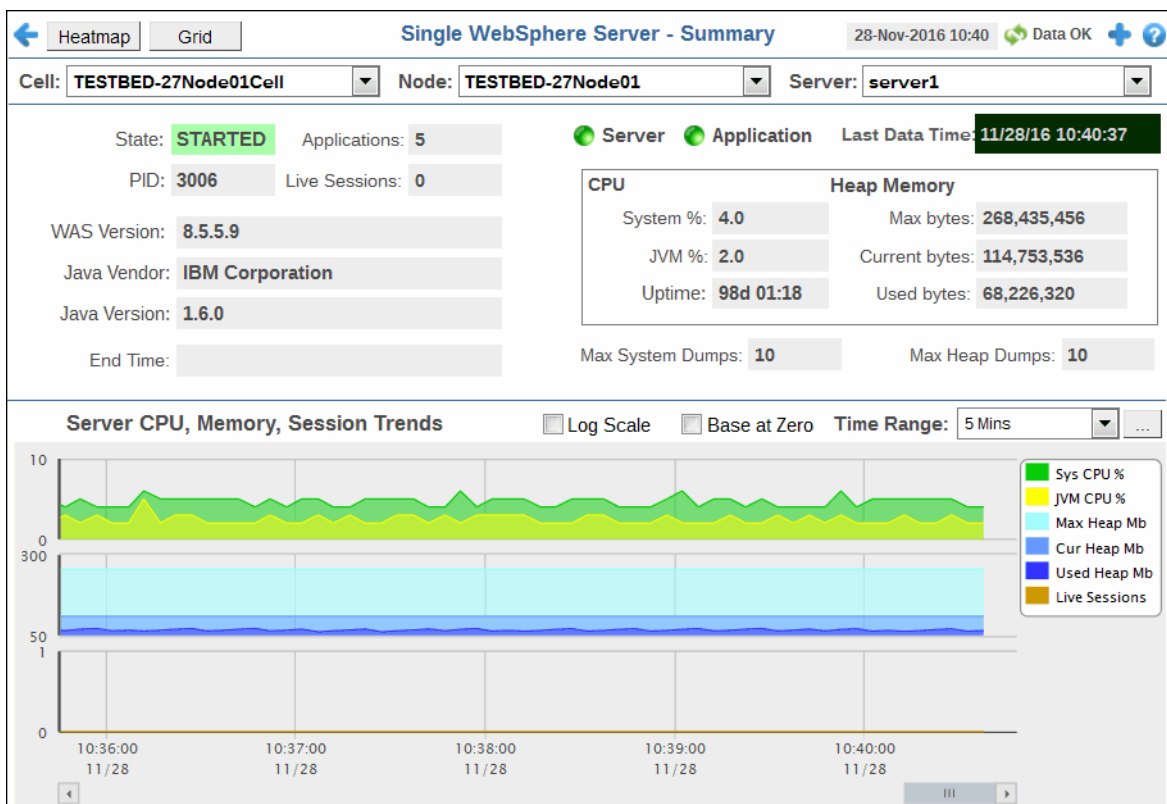 Heatmap Grid Single WebSphere Server - Summary 28-Nov-2016 10:40 Data OK
Cell: TESTBED-27Node01Cell Node: TESTBED-27Node01 Server: server1
State: STARTED Applications: 5
PID: 3006 Live Sessions: 0
WAS Version: 8.5.5.9
Java Vendor: IBM Corporation
Java Version: 1.6.0
End Time:
Server Application Last Data Time: 11/28/16 10:40:37
CPU Heap Memory
System %: 4.0 Max bytes: 268,435,456
JVM %: 2.0 Current bytes: 114,753,536
Uptime: 98d 01:18 Used bytes: 68,226,320
Max System Dumps: 10 Max Heap Dumps: 10
Server CPU, Memory, Session Trends Log Scale Base at Zero Time Range: 5 Mins ...
10
0
300
50
1
0
10:36:00 10:37:00 10:38:00 10:39:00 10:40:00
11/28 11/28 11/28 11/28 11/28
Sys CPU %
JVM CPU %
Max Heap Mb
Cur Heap Mb
Used Heap Mb
Live Sessions